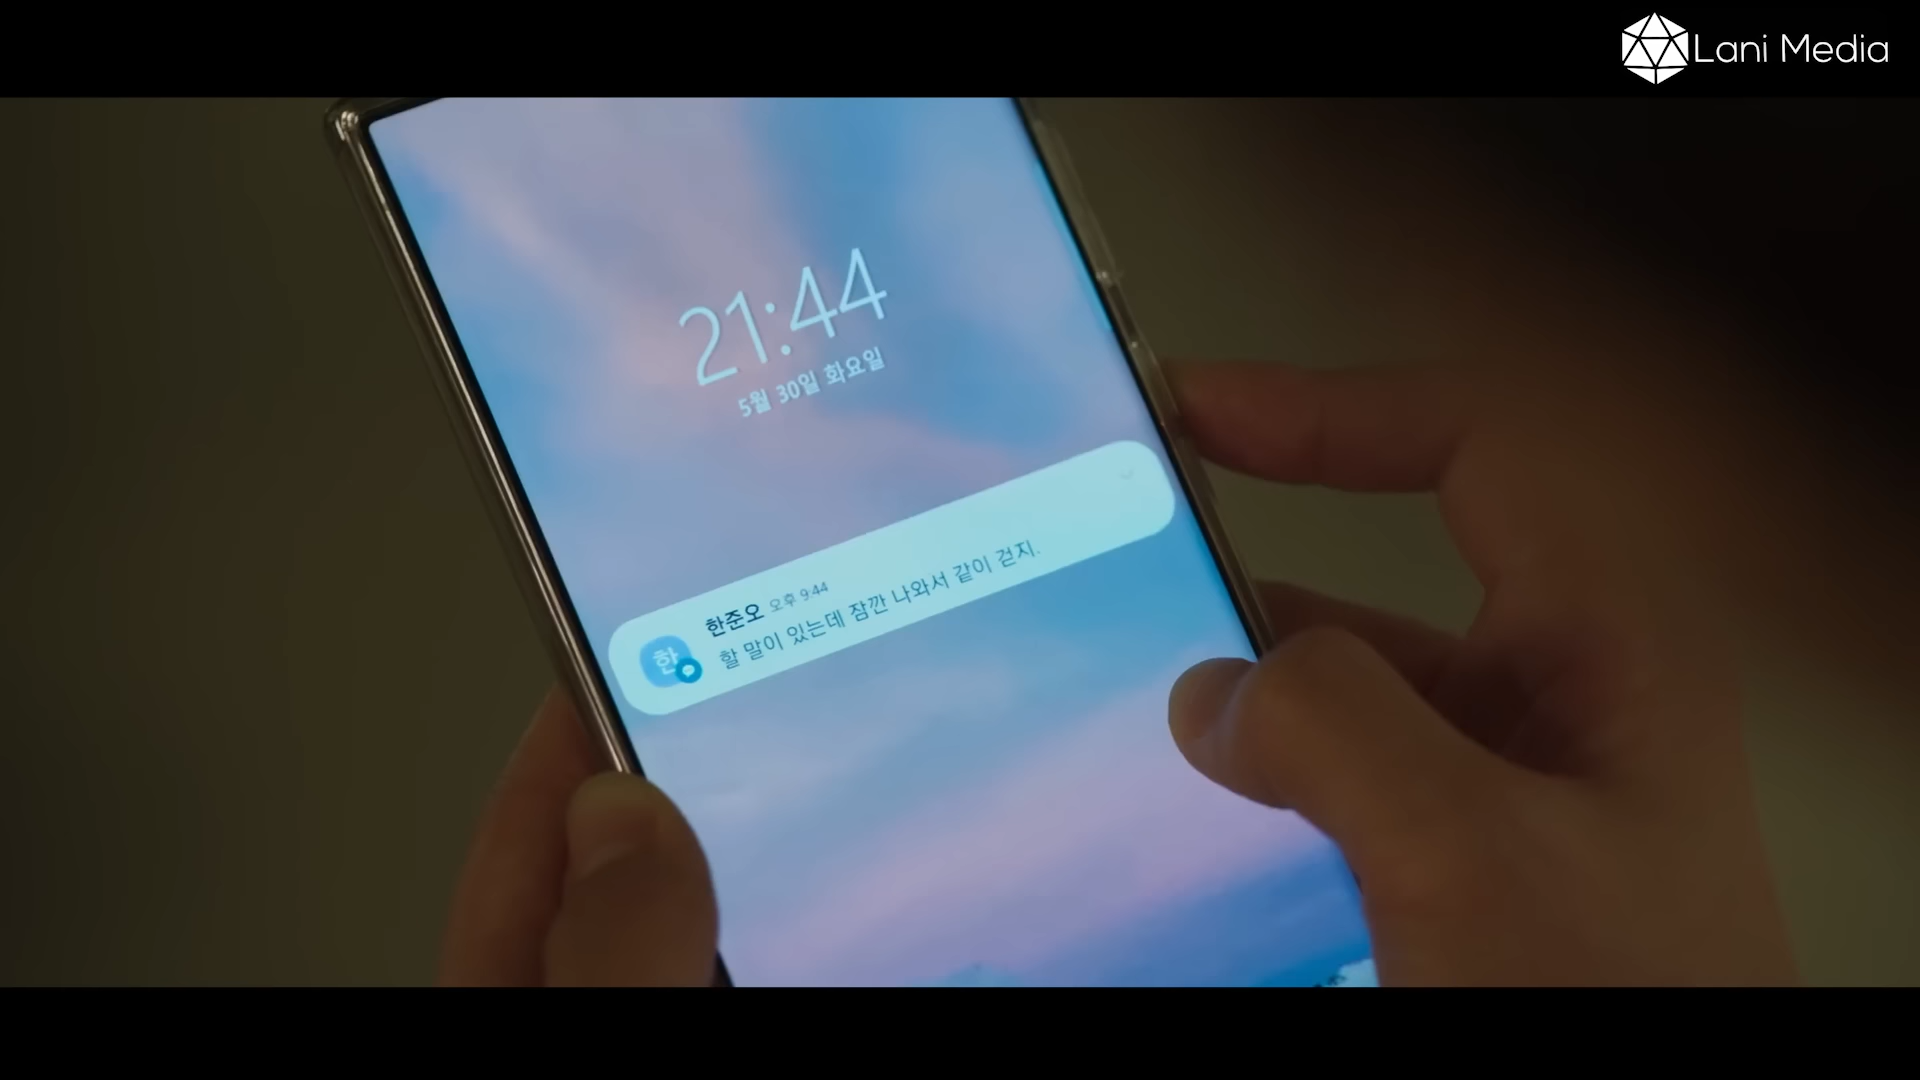 Lani Media
21:44
5월 30일 화요일
한준오 오후 9:44
할 말이 있는데 잠깐 나와서 같이 걷지.
한